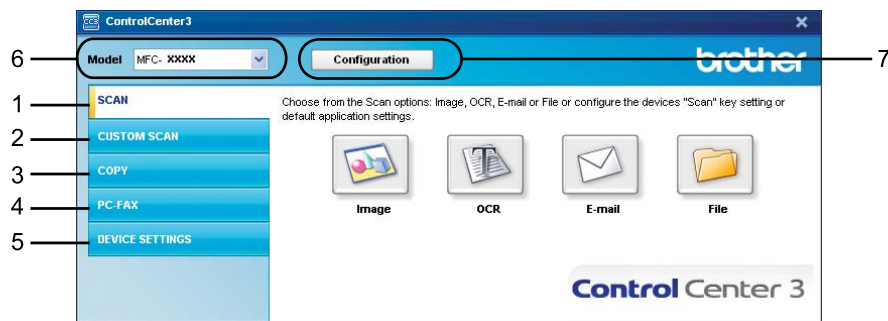 ControlCenter3
6
Model MFC- XXXX
Configuration
brother
7
1
SCAN
Choose from the Scan options: Image, OCR, E-mail or File or configure the devices "Scan" key setting or
default application settings.
2
CUSTOM SCAN
3
COPY
4
PC-FAX
5
DEVICE SETTINGS
Image
OCR
E-mail
File
Control Center 3